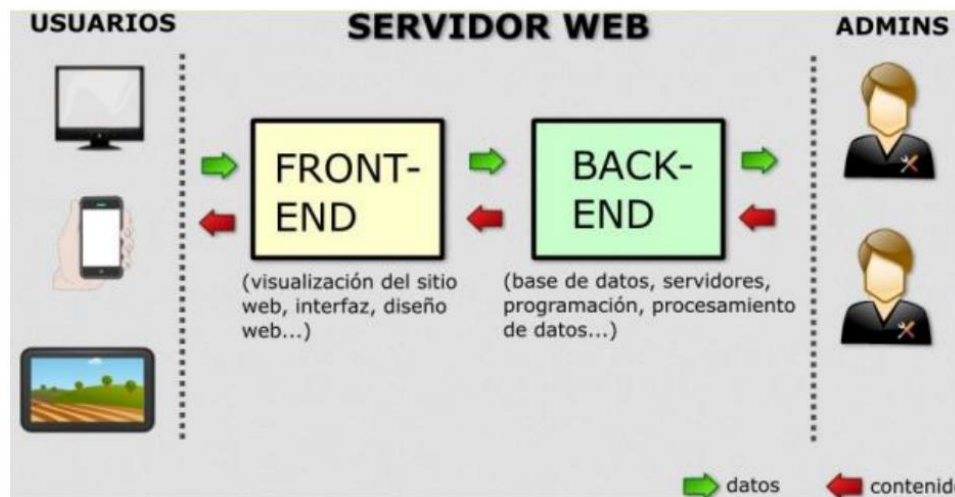 USUARIOS
SERVIDOR WEB
ADMINS
FRONT-
END
(visualización del sitio
web, interfaz, diseño
web...)
BACK-
END
(base de datos, servidores,
programación, procesamiento
de datos...)
datos
contenido